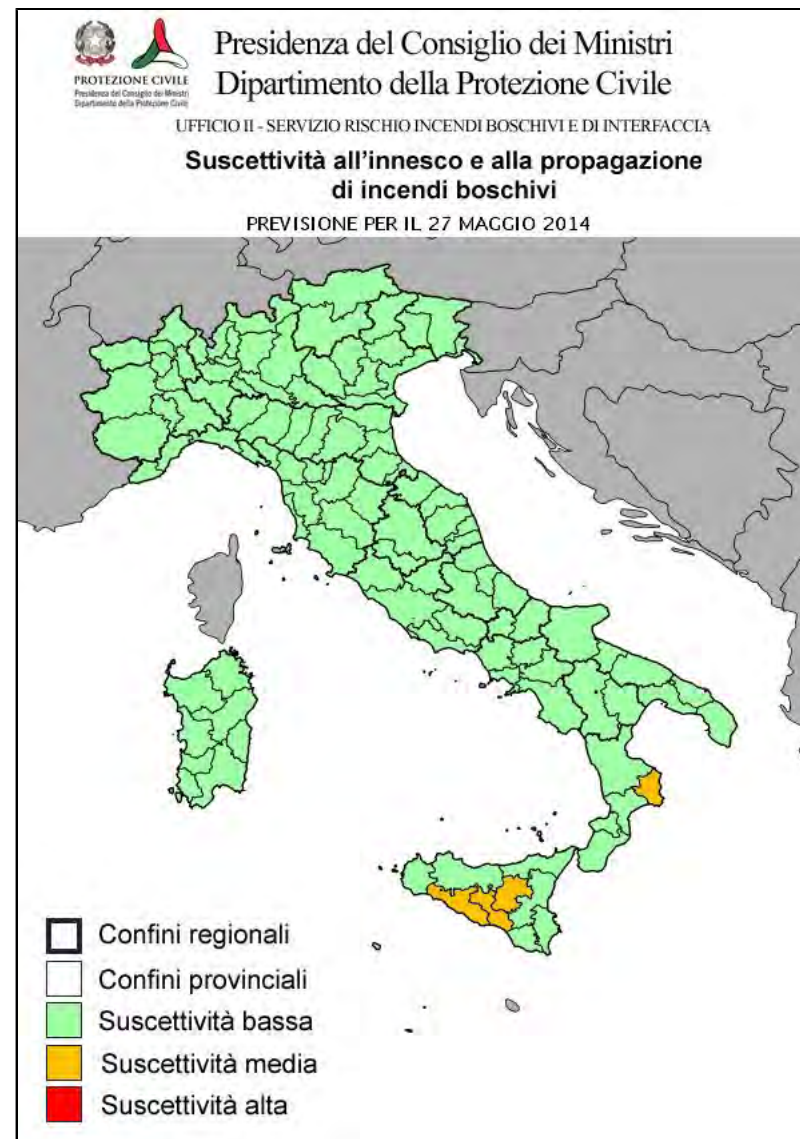 PROTEZIONE CIVILE
Presidenza del Consiglio dei Ministri
Dipartimento della Protezione Civile
Presidenza del Consiglio dei Ministri
Dipartimento della Protezione Civile
UFFICIO II - SERVIZIO RISCHIO INCENDI BOSCHIVI E DI INTERFACCIA
Suscettività all'innesco e alla propagazione
di incendi boschivi
PREVISIONE PER IL 27 MAGGIO 2014
Confini regionali
Confini provinciali
Suscettività bassa
Suscettività media
Suscettività alta